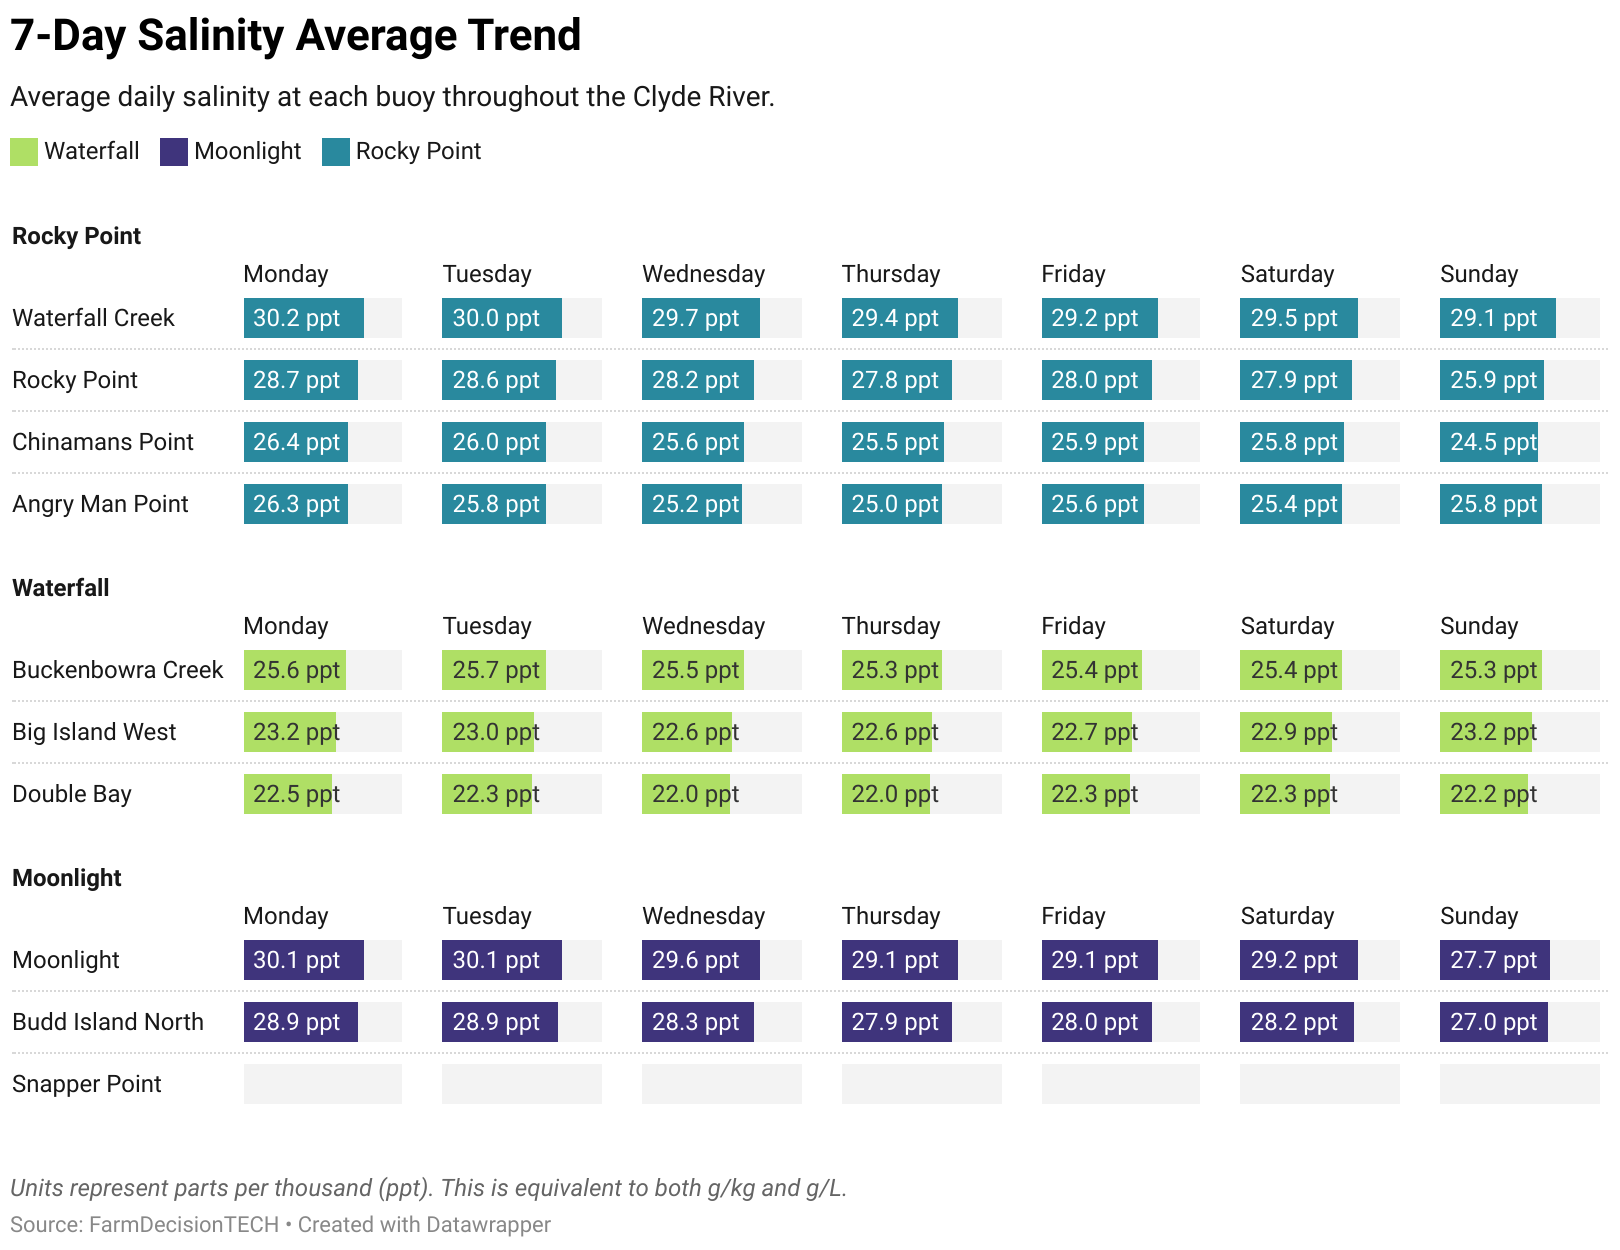 7-Day Salinity Average Trend
Average daily salinity at each buoy throughout the Clyde River.
Waterfall Moonlight Rocky Point
Rocky Point
Monday Tuesday Wednesday Thursday Friday Saturday Sunday
Waterfall Creek 30.2 ppt 30.0 ppt 29.7 ppt 29.4 ppt 29.2 ppt 29.5 ppt 29.1 ppt
Rocky Point 28.7 ppt 28.6 ppt 28.2 ppt 27.8 ppt 28.0 ppt 27.9 ppt 25.9 ppt
Chinamans Point 26.4 ppt 26.0 ppt 25.6 ppt 25.5 ppt 25.9 ppt 25.8 ppt 24.5 ppt
Angry Man Point 26.3 ppt 25.8 ppt 25.2 ppt 25.0 ppt 25.6 ppt 25.4 ppt 25.8 ppt
Waterfall
Monday Tuesday Wednesday Thursday Friday Saturday Sunday
Buckenbowra Creek 25.6 ppt 25.7 ppt 25.5 ppt 25.3 ppt 25.4 ppt 25.4 ppt 25.3 ppt
Big Island West 23.2 ppt 23.0 ppt 22.6 ppt 22.6 ppt 22.7 ppt 22.9 ppt 23.2 ppt
Double Bay 22.5 ppt 22.3 ppt 22.0 ppt 22.0 ppt 22.3 ppt 22.3 ppt 22.2 ppt
Moonlight
Monday Tuesday Wednesday Thursday Friday Saturday Sunday
Moonlight 30.1 ppt 30.1 ppt 29.6 ppt 29.1 ppt 29.1 ppt 29.2 ppt 27.7 ppt
Budd Island North 28.9 ppt 28.9 ppt 28.3 ppt 27.9 ppt 28.0 ppt 28.2 ppt 27.0 ppt
Snapper Point
Units represent parts per thousand (ppt). This is equivalent to both g/kg and g/L.
Source: FarmDecisionTECH • Created with Datawrapper